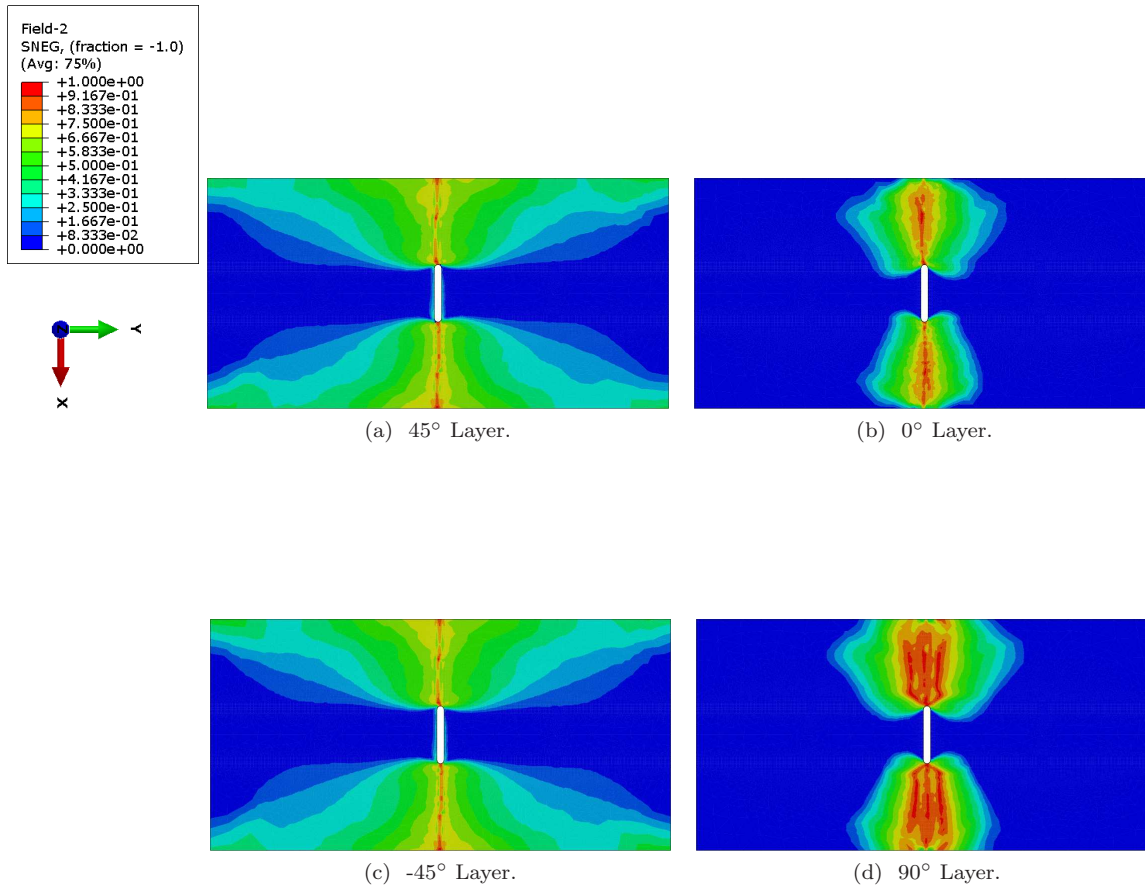 Field-2
SNEG, (fraction = -1.0)
(Avg: 75%)
+1.000e+00
+9.167e-01
+8.333e-01
+7.500e-01
+6.667e-01
+5.833e-01
+5.000e-01
+4.167e-01
+3.333e-01
+2.500e-01
+1.667e-01
+8.333e-02
+0.000e+00
Z
Y
X
(a) 45° Layer.
(b) 0° Layer.
(c) -45° Layer.
(d) 90° Layer.